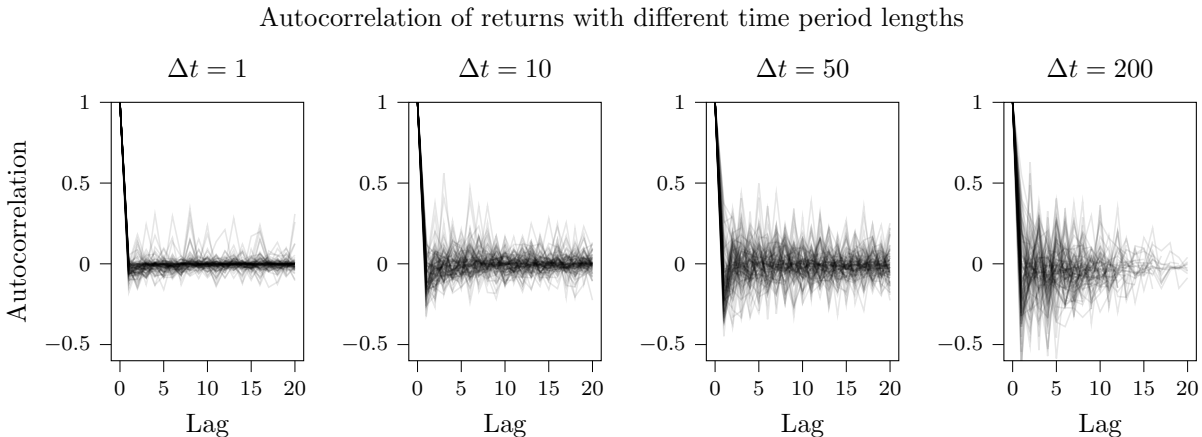 Autocorrelation of returns with different time period lengths
Δt = 1
Δt = 10
Δt = 50
Δt = 200
Autocorrelation
1
0.5
0
−0.5
1
0.5
0
−0.5
1
0.5
0
−0.5
1
0.5
0
−0.5
0 5 10 15 20
0 5 10 15 20
0 5 10 15 20
0 5 10 15 20
Lag
Lag
Lag
Lag